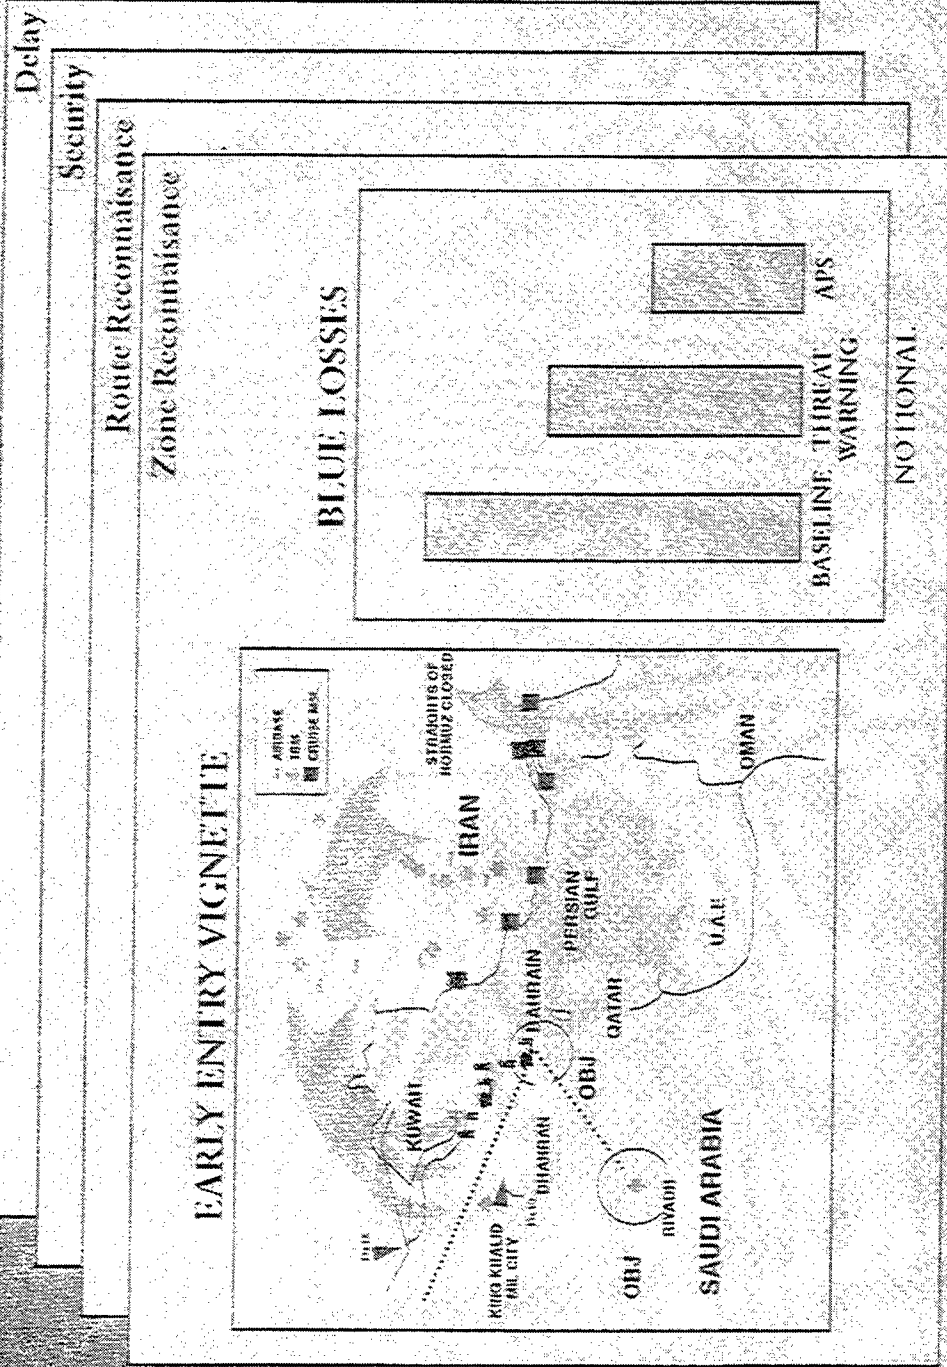 Delay
Security
Route Reconnaisance
Zone Reconnaisance
EARLY ENTRY VIGNETTE
AIRBASE
TBM
CRUISE MSL
STRAIGHTS OF
HORMUZ CLOSED
IRAN
KUWAIT
PERSIAN
GULF
BAHRAIN
QATAR
OBJ
U.A.E.
OMAN
KING KHALID
MIL. CITY
DHAHRAN
OBJ
RIYADH
SAUDI ARABIA
BLUE LOSSES
BASELINE
THREAT
WARNING
APS
NOTIONAL